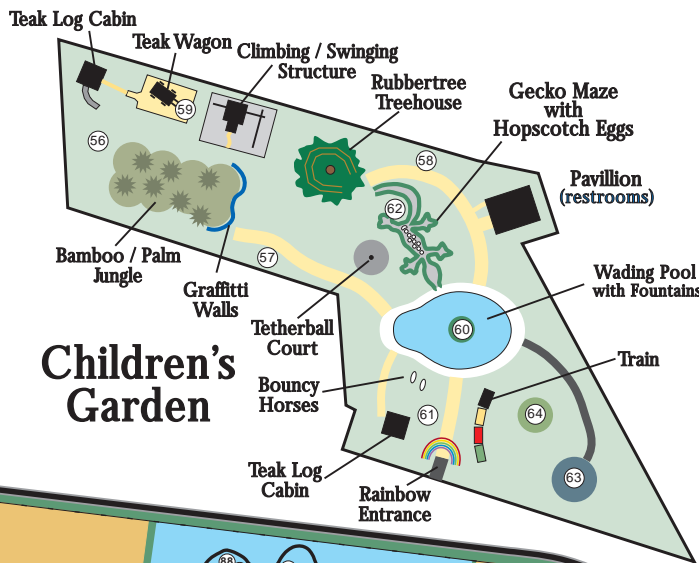 Teak Log Cabin
Teak Wagon
Climbing / Swinging
Structure
Rubbertree
Treehouse
Gecko Maze
with
Hopscotch Eggs
Pavillion
(restrooms)
59
56
58
62
57
Bamboo / Palm
Jungle
Graffitti
Walls
Tetherball
Court
Wading Pool
with Fountains
60
Children's
Garden
Bouncy
Horses
Train
61
64
63
Teak Log
Cabin
Rainbow
Entrance
88